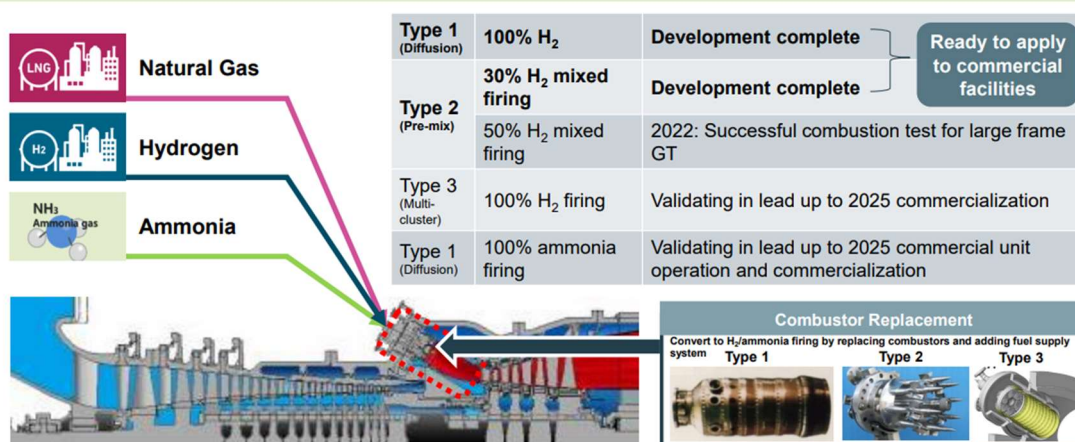 LNG
Natural Gas
H2
Hydrogen
NH3
Ammonia gas
Ammonia
Type 1
(Diffusion)
100% H2
Development complete
Ready to apply
to commercial
facilities
Type 2
(Pre-mix)
30% H2 mixed
firing
Development complete
50% H2 mixed
firing
2022: Successful combustion test for large frame
GT
Type 3
(Multi-
cluster)
100% H2 firing
Validating in lead up to 2025 commercialization
Type 1
(Diffusion)
100% ammonia
firing
Validating in lead up to 2025 commercial unit
operation and commercialization
Combustor Replacement
Convert to H2/ammonia firing by replacing combustors and adding fuel supply
system
Type 1
Type 2
Type 3